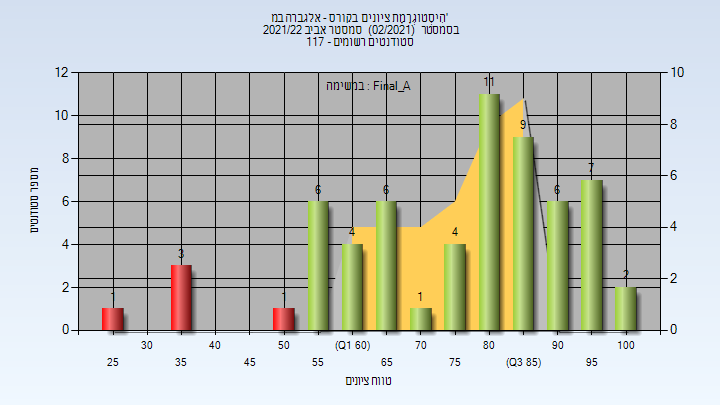 היסטוגרמת ציונים בקורס - אלגברה במ'
בסמסטר (02/2021) סמסטר אביב 2021/22
סטודנטים רשומים - 117
במשימה : Final_A
12 10 8 6 4 2 0
מספר סטודנטים
10 8 6 4 2 0
1 3 1 6 4 6 1 4 11 9 6 7 2
30 40 50 (Q1 60) 70 80 90 100
25 35 45 55 65 75 (Q3 85) 95
טווח ציונים